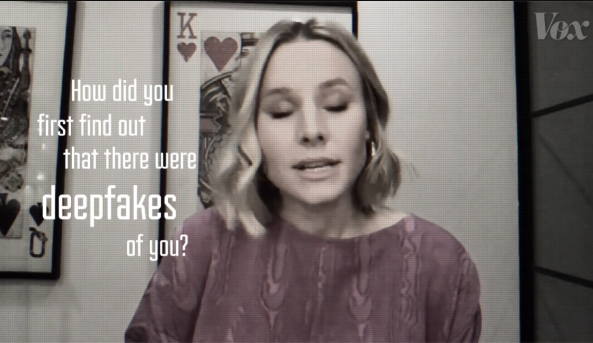 Vox
K
How did you
first find out
that there were
deepfakes
of you?
Q